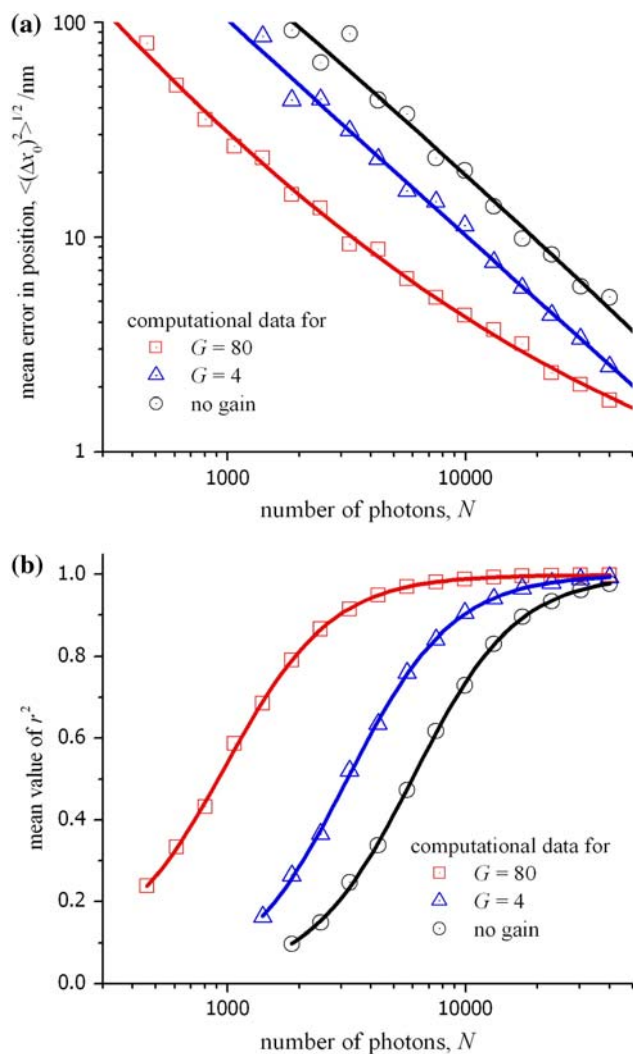 (a)
100
10
1
mean error in position, <(Δr₀)²>^1/2 /nm
computational data for
G = 80
G = 4
no gain
1000
10000
number of photons, N
(b)
1.0
0.8
0.6
0.4
0.2
0.0
mean value of r²
computational data for
G = 80
G = 4
no gain
1000
10000
number of photons, N